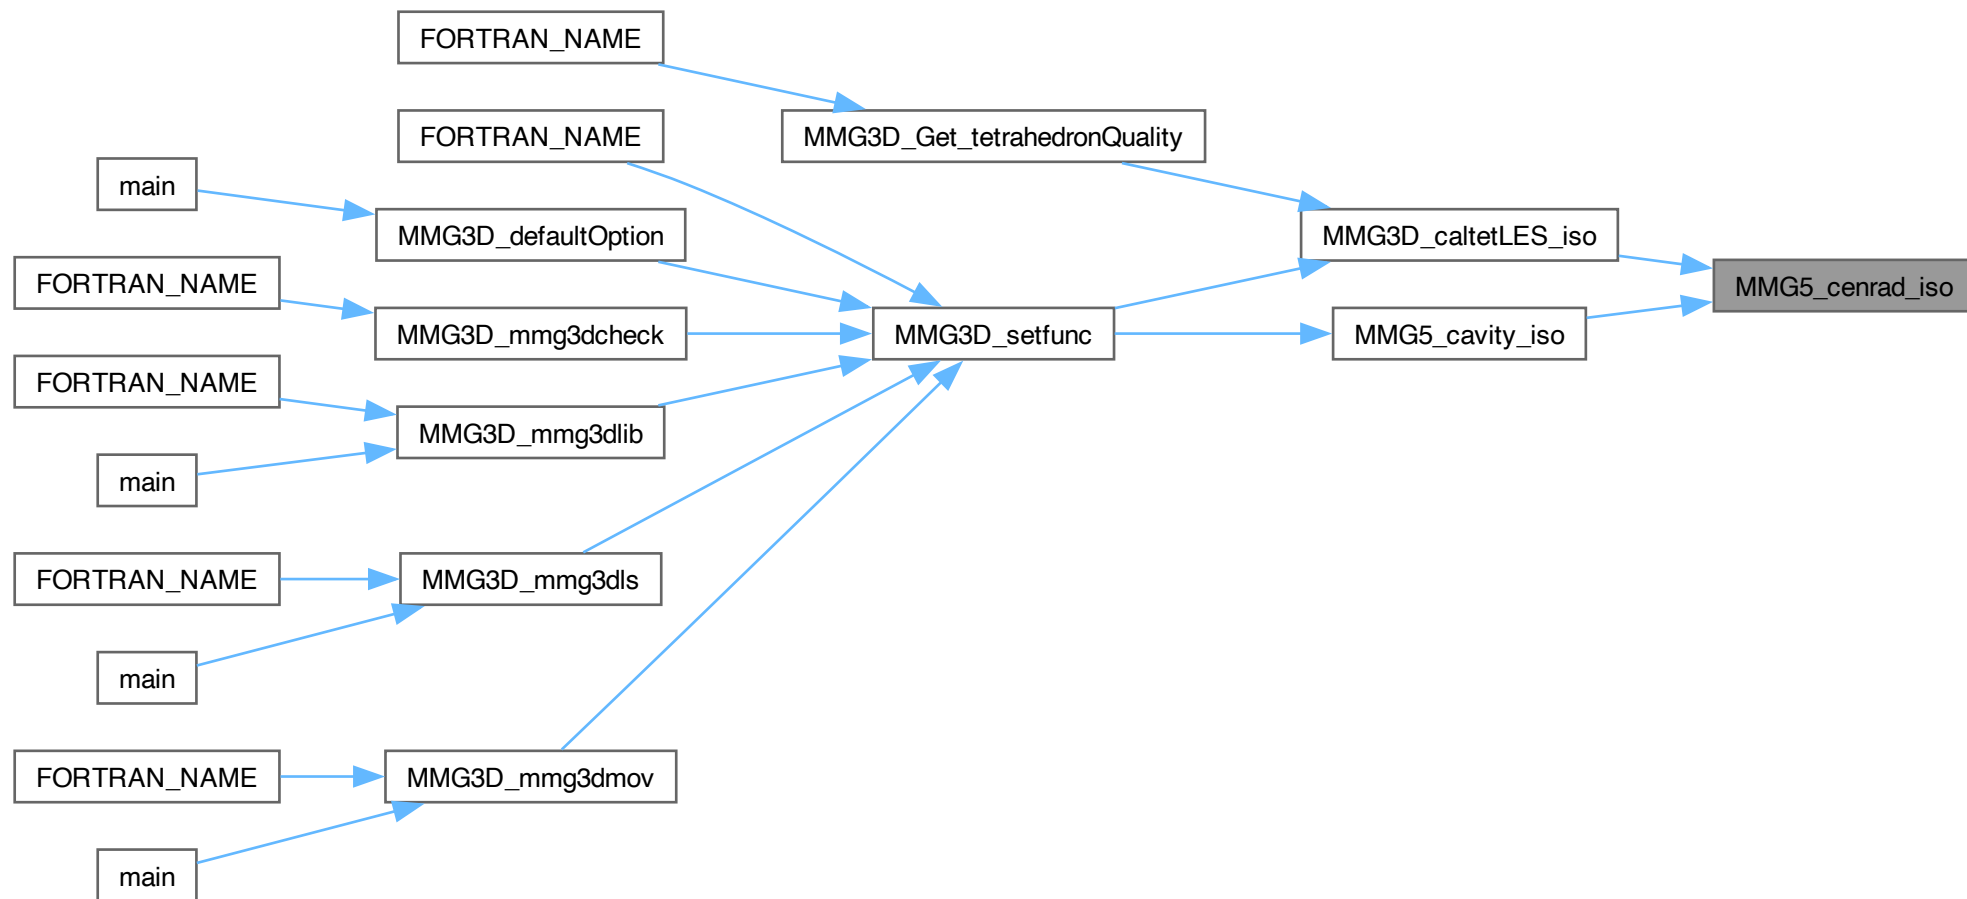 FORTRAN_NAME
FORTRAN_NAME
MMG3D_Get_tetrahedronQuality
main
MMG3D_defaultOption
MMG3D_caltetLES_iso
FORTRAN_NAME
MMG5_cenrad_iso
MMG3D_mmg3dcheck
MMG3D_setfunc
MMG5_cavity_iso
FORTRAN_NAME
MMG3D_mmg3dlib
main
FORTRAN_NAME
MMG3D_mmg3dls
main
FORTRAN_NAME
MMG3D_mmg3dmov
main